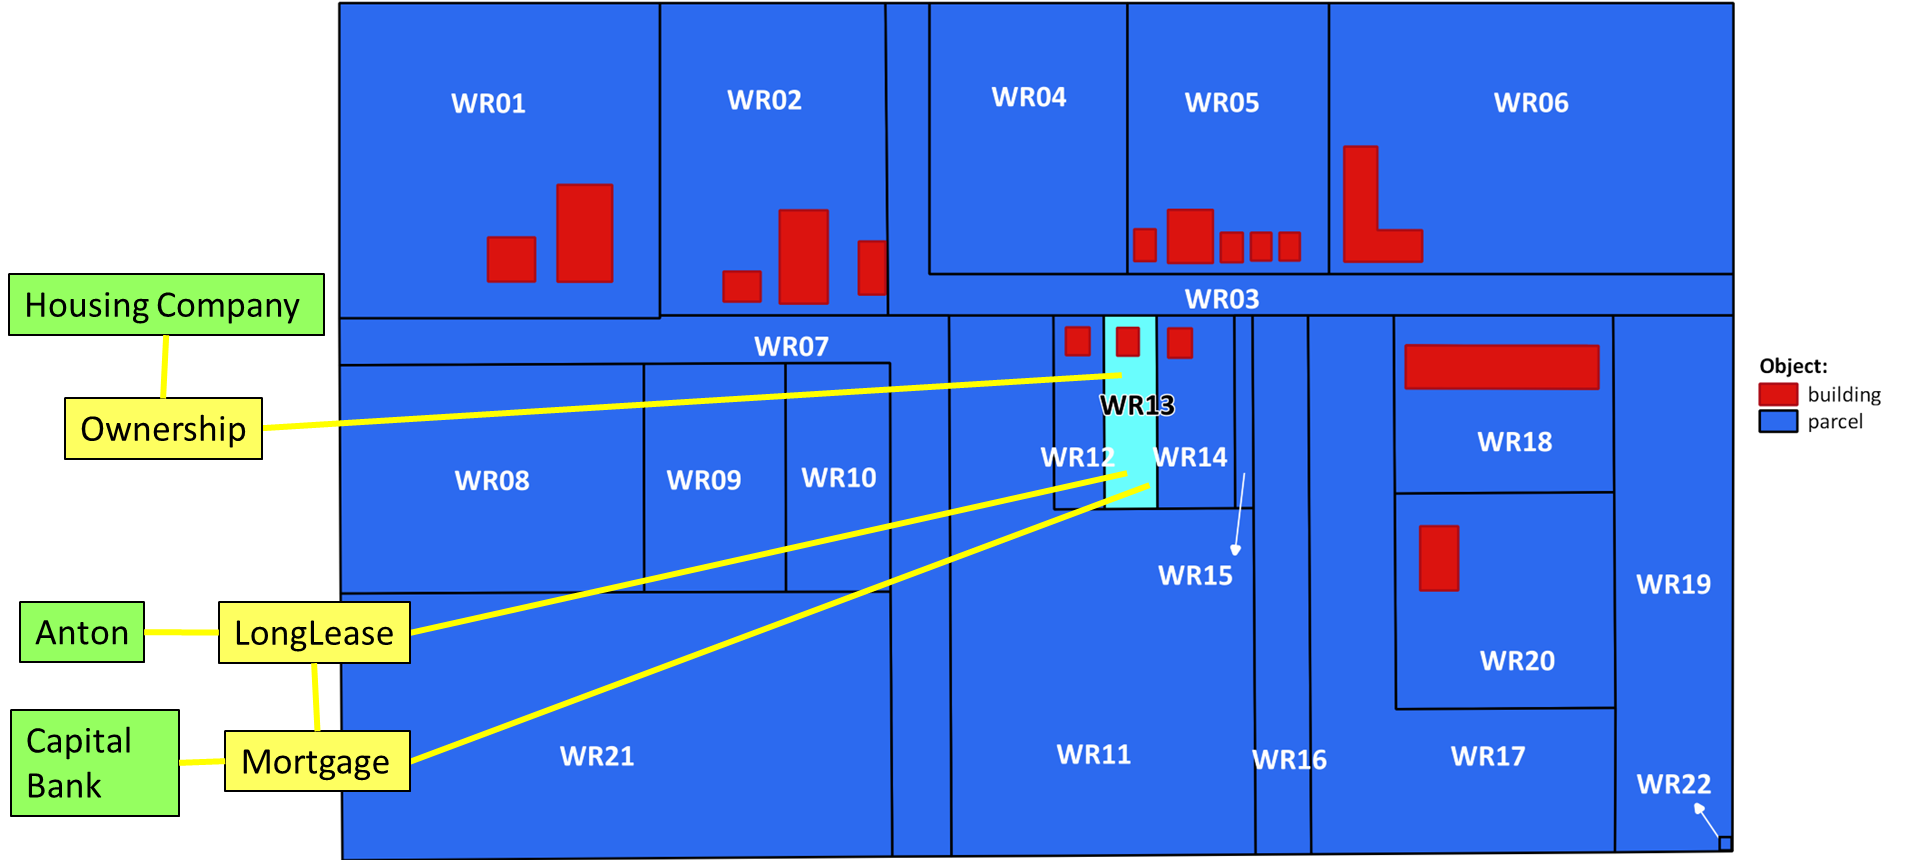 WR01
WR02
WR04
WR05
WR06
Housing Company
WR03
WR07
Object:
building
parcel
Ownership
WR13
WR12
WR14
WR18
WR08
WR09
WR10
WR15
WR19
Anton
LongLease
WR20
Capital
Bank
Mortgage
WR21
WR11
WR16
WR17
WR22